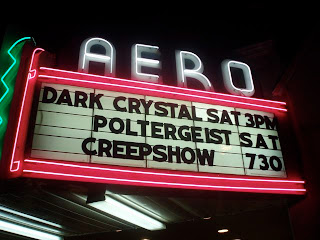 AERO
DARK CRYSTAL SAT 3PM
POLTERGEIST SAT
CREEPSHOW 730